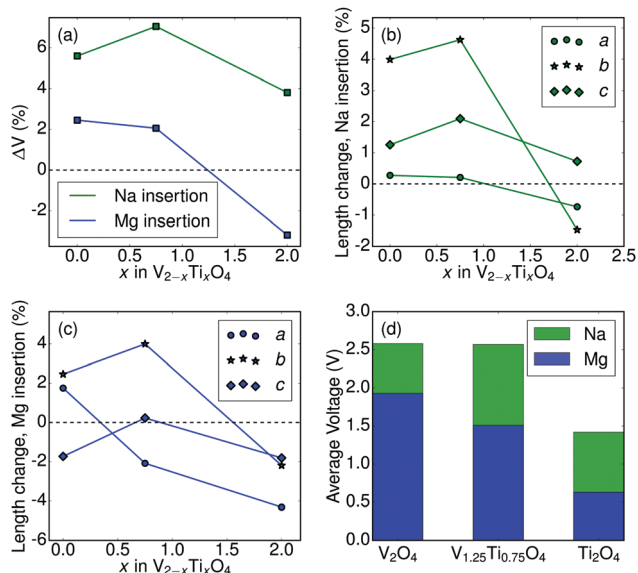 (a)
ΔV (%)
6
4
2
0
-2
Na insertion
Mg insertion
0.0 0.5 1.0 1.5 2.0
x in V₂₋ₓTiₓO₄
(b)
Length change, Na insertion (%)
5
4
3
2
1
0
-1
-2
a
b
c
0.0 0.5 1.0 1.5 2.0 2.5
x in V₂₋ₓTiₓO₄
(c)
Length change, Mg insertion (%)
4
2
0
-2
-4
-6
a
b
c
0.0 0.5 1.0 1.5 2.0
x in V₂₋ₓTiₓO₄
(d)
Average Voltage (V)
3.0
2.5
2.0
1.5
1.0
0.5
0.0
Na
Mg
V₂O₄ V₁.₂₅Ti₀.₇₅O₄ Ti₂O₄